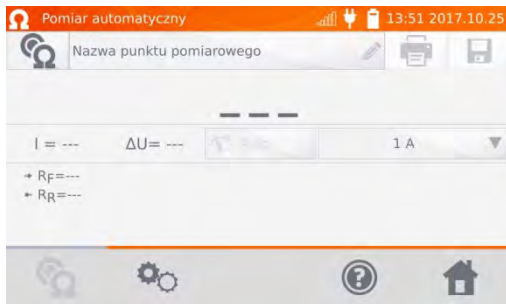 Pomiar automatyczny 13:51 2017.10.25
Nazwa punktu pomiarowego
---
I = --- ΔU= --- 1 A
→ RF=---
← RR=---